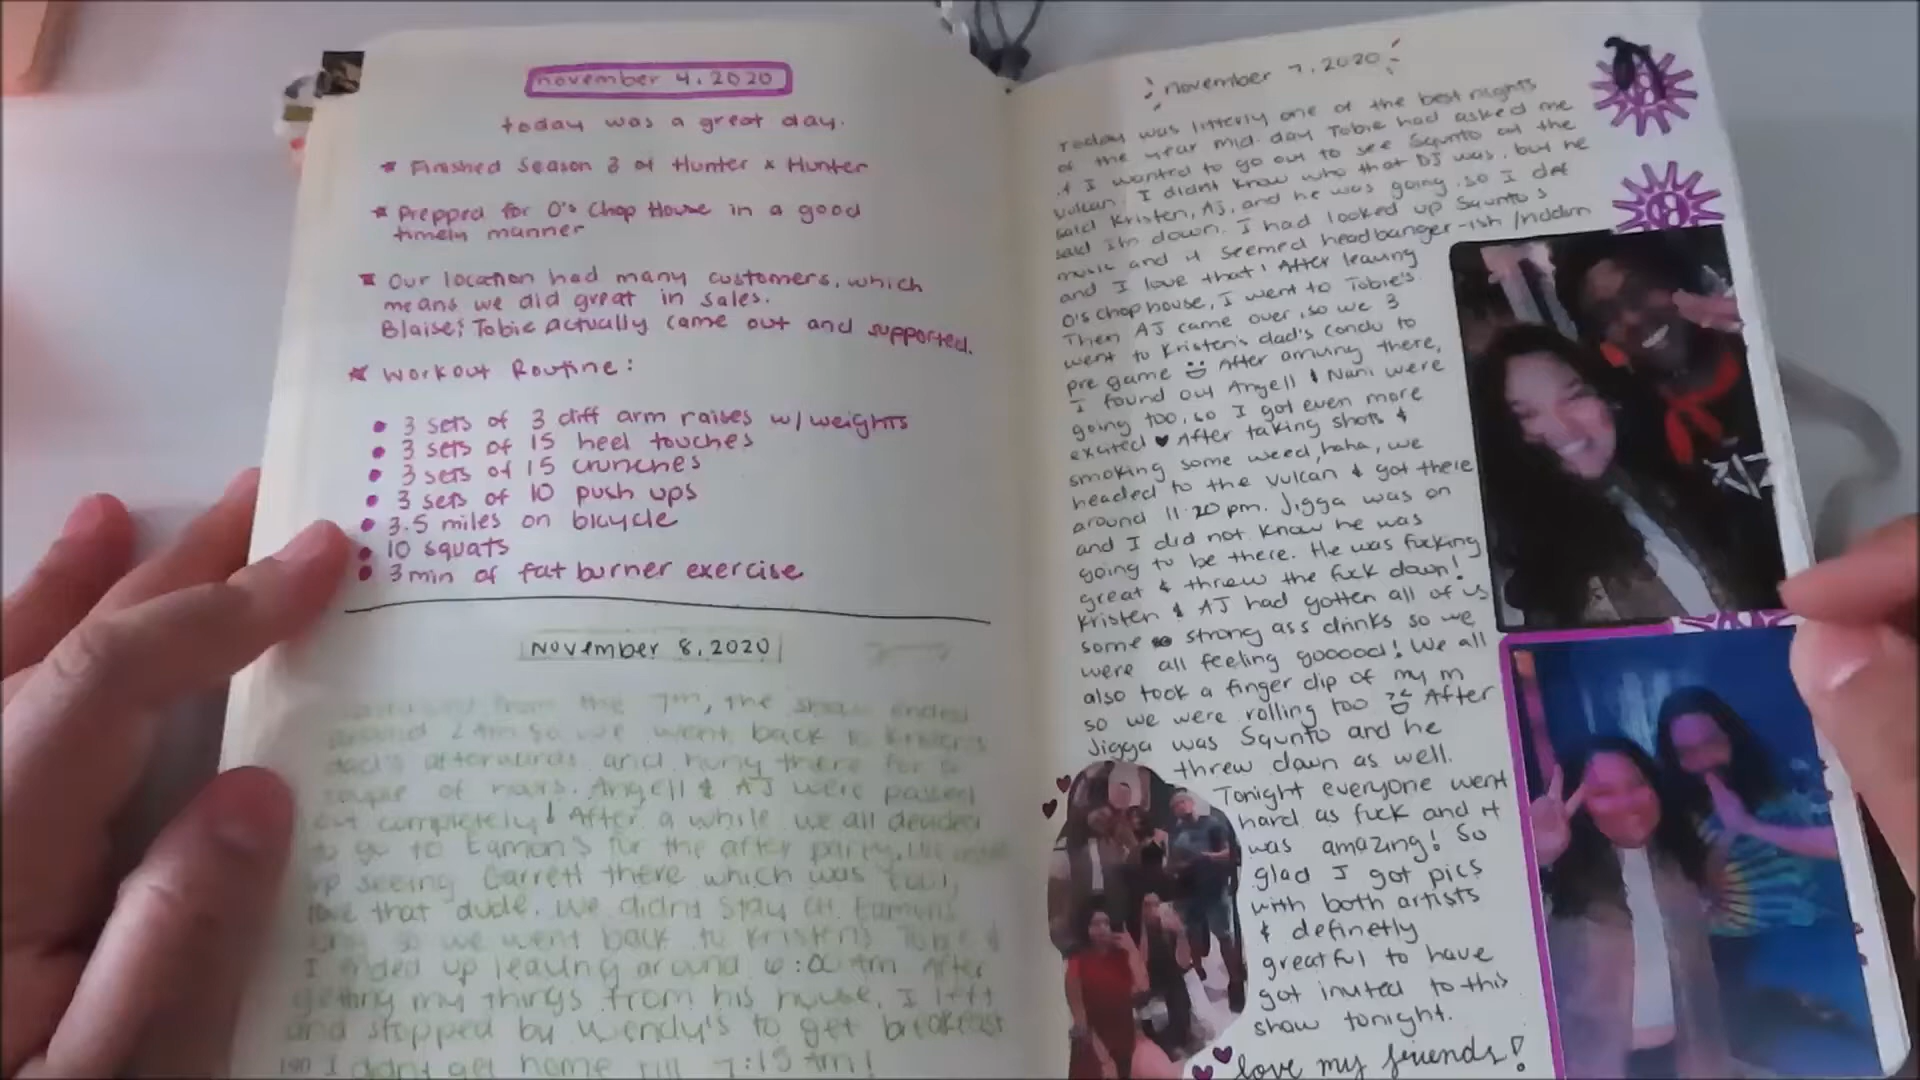 november 4, 2020
today was a great day.
Finished Season 3 of Hunter x Hunter
Prepped for O's Chop House in a good
timely manner
Our location had many customers, which
means we did great in sales.
Blaise & Tobie actually came out and supported.
Workout Routine:
3 sets of 3 diff arm raises w/ weights
3 sets of 15 heel touches
3 sets of 15 crunches
3 sets of 10 push ups
3.5 miles on bicycle
10 squats
3 min of fat burner exercise
November 8, 2020
from the 7th, the show ended
around 2 Am so we went back to Kristen's
dad's afterwards and hung there for a
couple of hours. Angell & AJ were passed
out completely! After a while we all decided
to go to Eamon's for the after party. We ended
up seeing Garrett there which was cool,
love that dude. We didnt stay at Eamons
long so we went back to Kristens. Tobie &
I ended up leaving around 6:00 Am After
getting my things from his house, I left
and stopped by Wendy's to get breakfast
I didnt get home till 7:15 Am!
november 7, 2020
Today was litterly one of the best nights
of the year mid. day Tobie had asked me
if I wanted to go out to see Squnto at the
Vulcan. I didnt know who that DJ was, but he
said Kristen, AJ, and he was going, so I def
said Im down. I had looked up Squnto's
music and it seemed headbanger-ish / riddim
and I love that! After leaving
O's chophouse, I went to Tobie's.
Then AJ came over, so we 3
went to Kristen's dad's condo to
pre game After arriving there,
I found out Angell & Nani were
going too, so I got even more
excited ♥ After taking shots &
smoking some weed, haha, we
headed to the Vulcan & got there
around 11:20 pm. Jigga was on
and I did not know he was
going to be there. He was fucking
great & threw the fuck down!
Kristen & AJ had gotten all of us
some strong ass drinks so we
were all feeling gooood! We all
also took a finger dip of my m
so we were rolling too After
Jigga was Squnto and he
threw down as well.
Tonight everyone went
hard as fuck and it
was amazing! So
glad I got pics
with both artists
& definetly
greatful to have
got invited to this
show tonight.
love my friends!